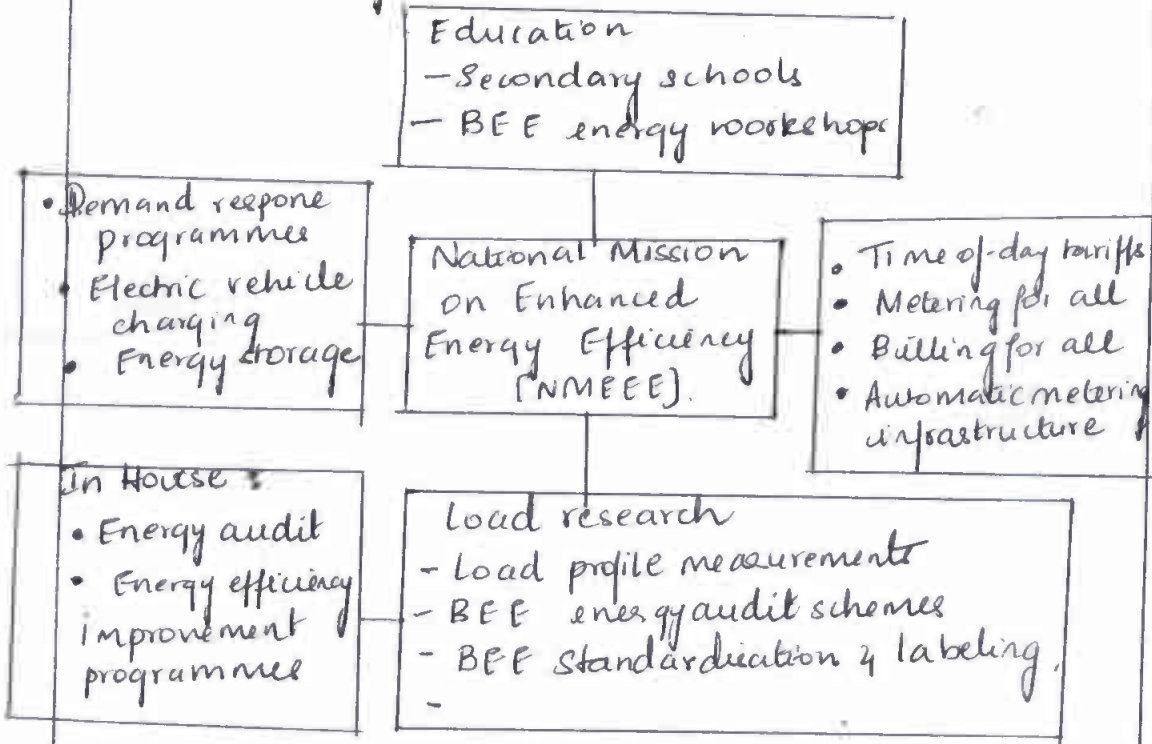 Education
- Secondary schools
- BEE energy workshops
• Demand respone
programmes
• Electric vehicle
charging
• Energy storage
National Mission
on Enhanced
Energy Efficiency
[NMEEE].
• Time of-day tariffs
• Metering for all
• Billing for all
• Automatic metering
infrastructure
In House :
• Energy audit
• Energy efficiency
improvement
programmes
Load research
- Load profile measurements
- BEE energy audit schemes
- BEE Standardization & labeling.
-